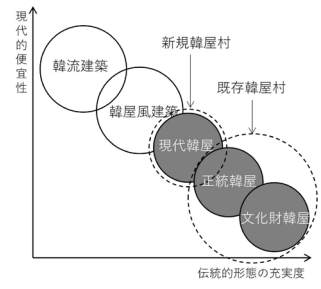 現代的便宜性
新規韓屋村
既存韓屋村
韓流建築
韓屋風建築
現代韓屋
正統韓屋
文化財韓屋
伝統的形態の充実度